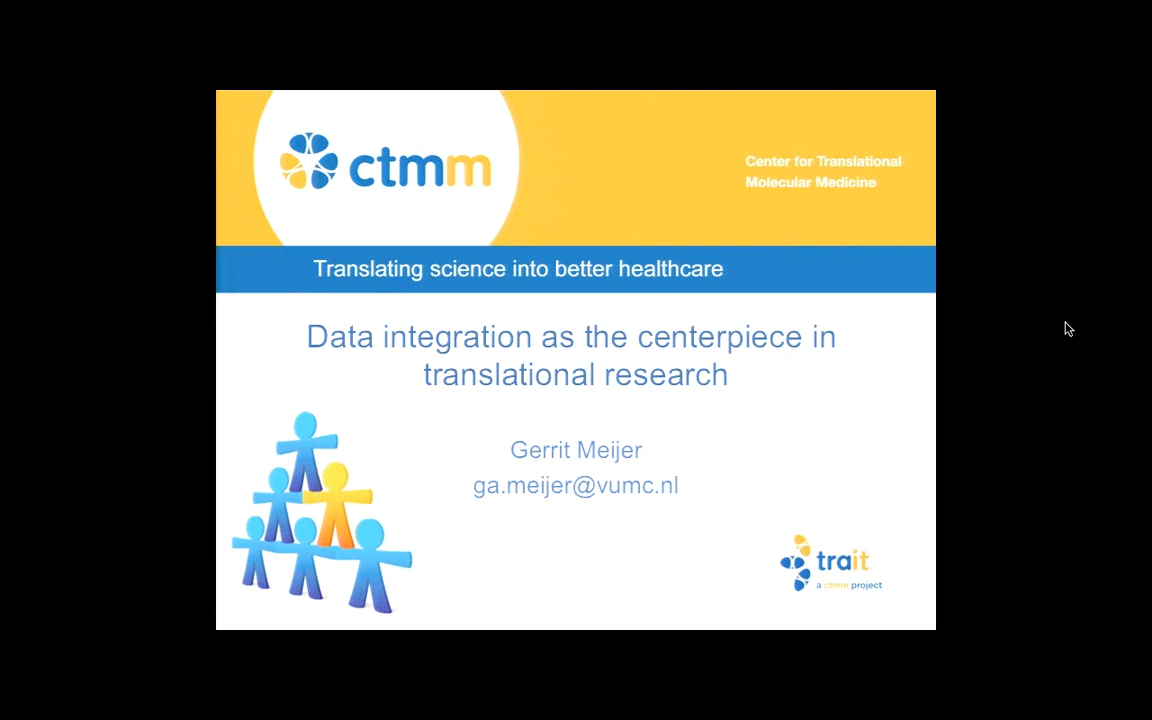 ctmm
Center for Translational
Molecular Medicine
Translating science into better healthcare
Data integration as the centerpiece in
translational research
Gerrit Meijer
ga.meijer@vumc.nl
trait
a ctmm project